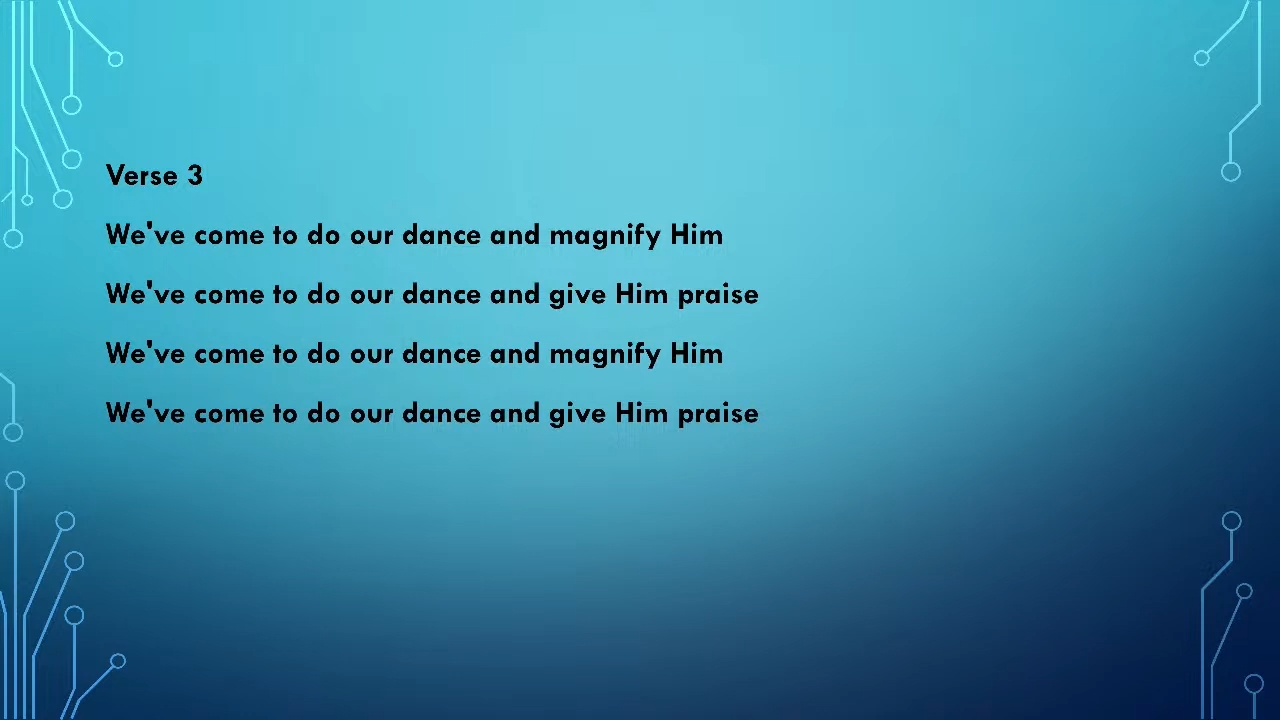 Verse 3
We've come to do our dance and magnify Him
We've come to do our dance and give Him praise
We've come to do our dance and magnify Him
We've come to do our dance and give Him praise